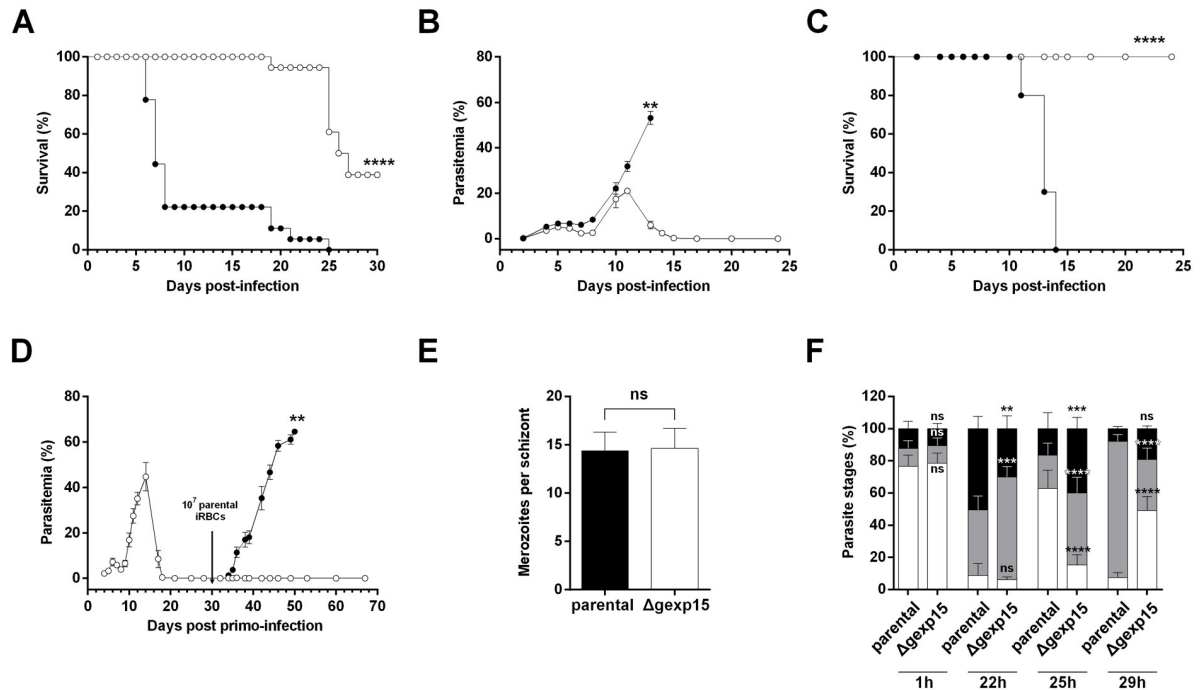 A
Survival (%)
100
80
60
40
20
0
****
0 5 10 15 20 25 30
Days post-infection
B
Parasitemia (%)
80
60
40
20
0
**
0 5 10 15 20 25
Days post-infection
C
Survival (%)
100
80
60
40
20
0
****
0 5 10 15 20 25
Days post-infection
D
Parasitemia (%)
80
60
40
20
0
**
10⁷ parental
iRBCs
0 10 20 30 40 50 60 70
Days post primo-infection
E
Merozoites per schizont
20
15
10
5
0
ns
parental Δgexp15
F
Parasite stages (%)
120
100
80
60
40
20
0
ns ** *** ns
ns *** **** ****
ns ns **** ****
parental Δgexp15 parental Δgexp15 parental Δgexp15 parental Δgexp15
1h 22h 25h 29h